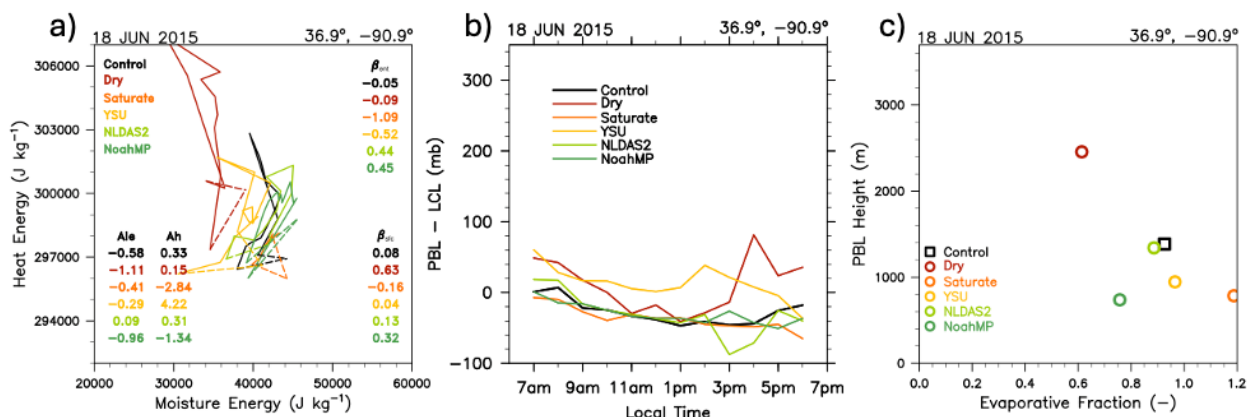 a)
18 JUN 2015 36.9°, −90.9°
306000
303000
300000
297000
294000
Heat Energy (J kg⁻¹)
Control
Dry
Saturate
YSU
NLDAS2
NoahMP
βent
−0.05
−0.09
−1.09
−0.52
0.44
0.45
Ale Ah
−0.58 0.33
−1.11 0.15
−0.41 −2.84
−0.29 4.22
0.09 0.31
−0.96 −1.34
βsfc
0.08
0.63
−0.16
0.04
0.13
0.32
20000 30000 40000 50000 60000
Moisture Energy (J kg⁻¹)
b)
18 JUN 2015 36.9°, −90.9°
300
200
100
0
−100
PBL − LCL (mb)
Control
Dry
Saturate
YSU
NLDAS2
NoahMP
7am 9am 11am 1pm 3pm 5pm 7pm
Local Time
c)
18 JUN 2015 36.9°, −90.9°
3000
2000
1000
0
PBL Height (m)
Control
Dry
Saturate
YSU
NLDAS2
NoahMP
0.0 0.2 0.4 0.6 0.8 1.0 1.2
Evaporative Fraction (−)